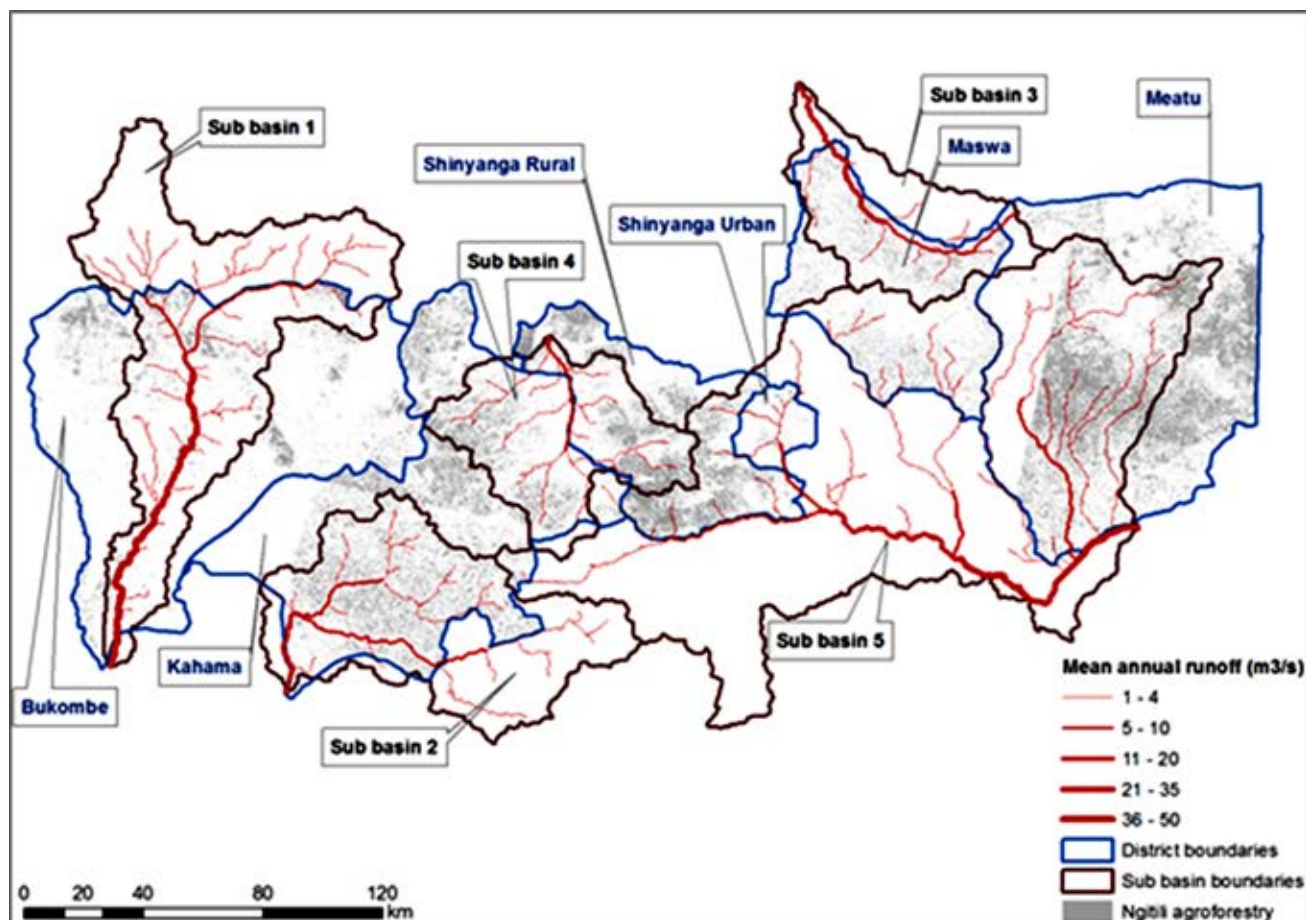 Sub basin 3
Meatu
Sub basin 1
Maswa
Shinyanga Rural
Shinyanga Urban
Sub basin 4
Sub basin 5
Kahama
Bukombe
Sub basin 2
Mean annual runoff (m3/s)
1 - 4
5 - 10
11 - 20
21 - 35
36 - 50
District boundaries
Sub basin boundaries
Ngitili agroforestry
0 20 40 80 120
km